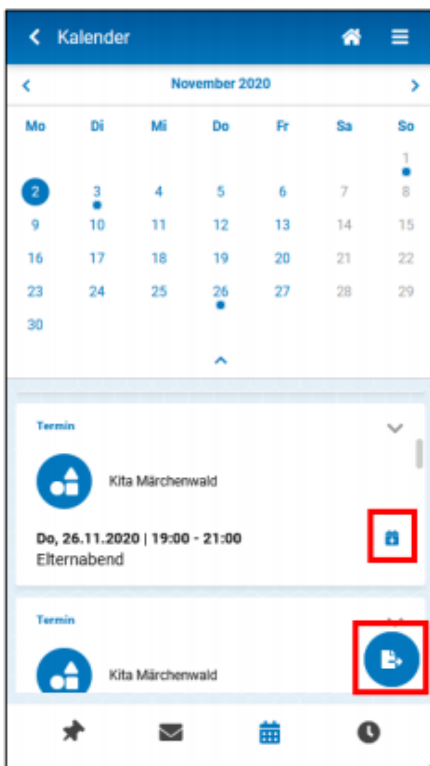 Kalender
November 2020
Mo Di Mi Do Fr Sa So
1
2 3 4 5 6 7 8
9 10 11 12 13 14 15
16 17 18 19 20 21 22
23 24 25 26 27 28 29
30
Termin
Kita Märchenwald
Do, 26.11.2020 | 19:00 - 21:00
Elternabend
Termin
Kita Märchenwald